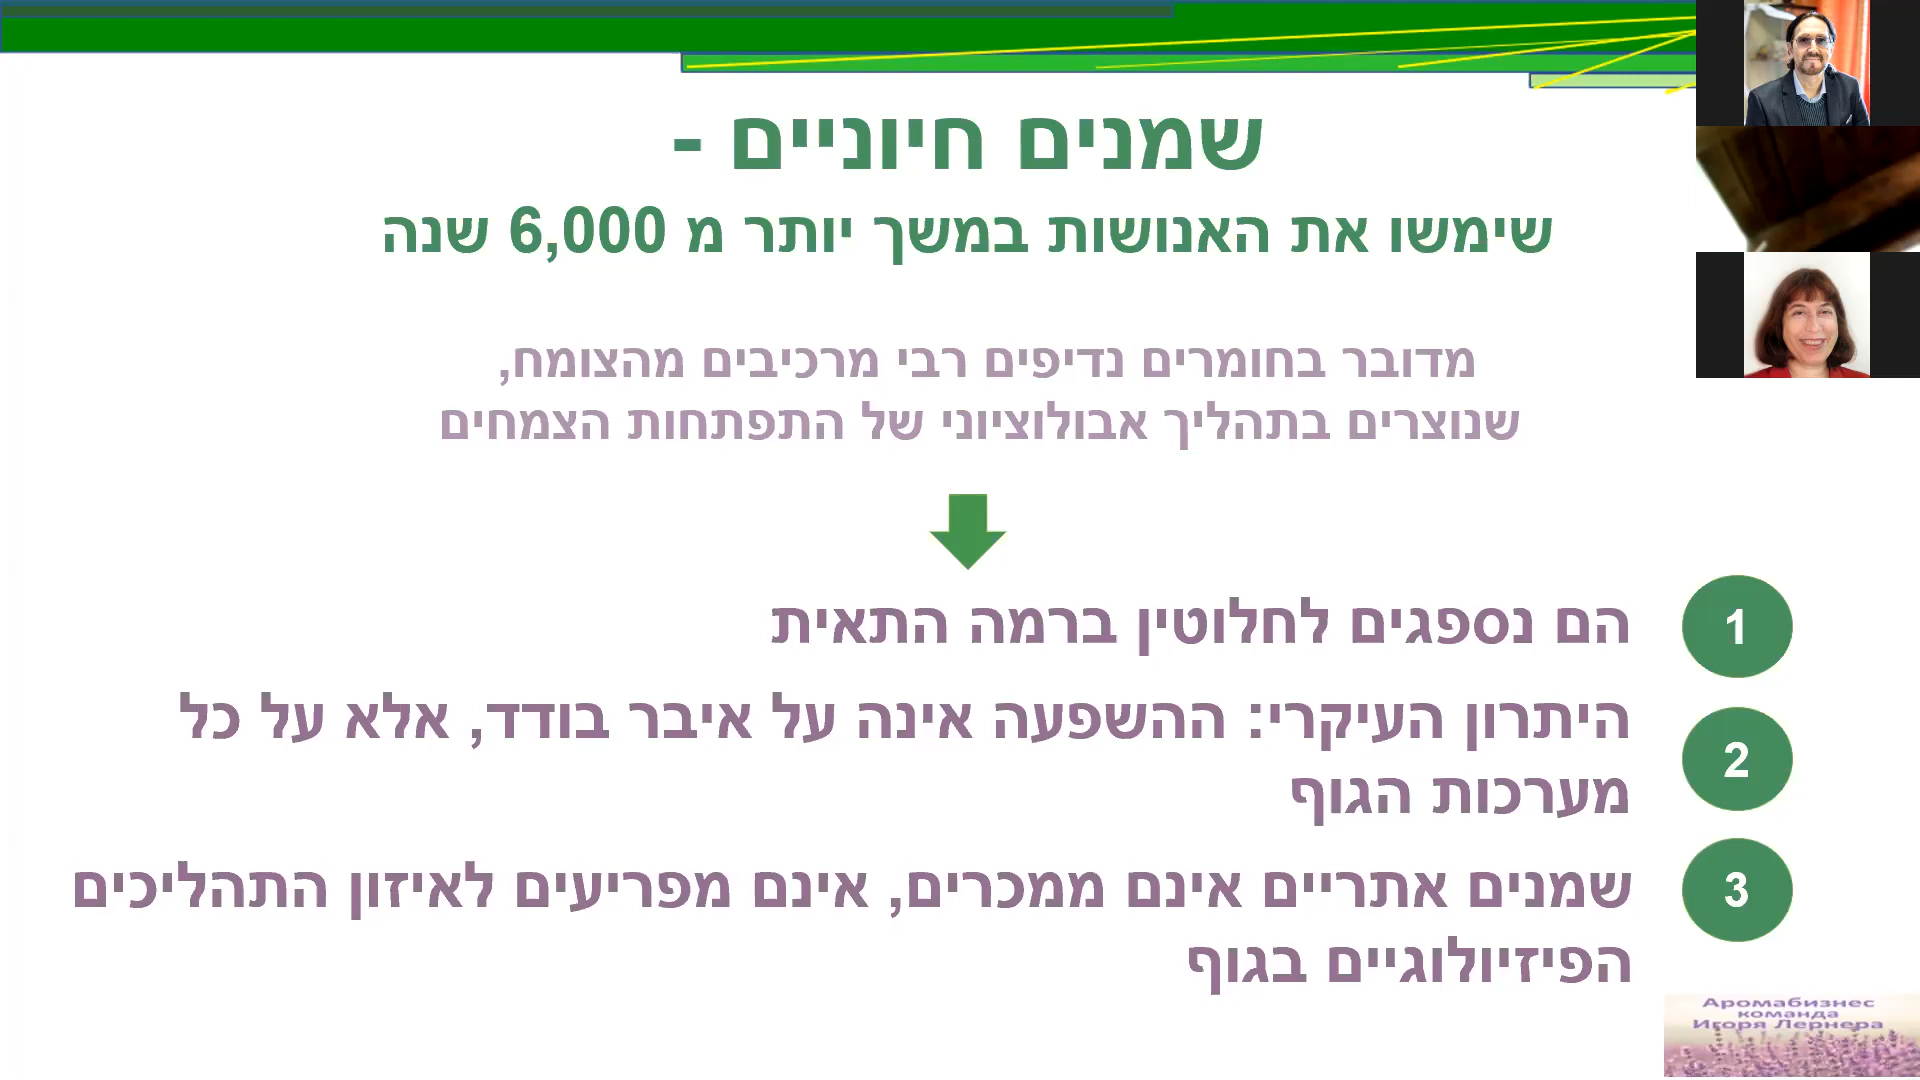 שמנים חיוניים -
שימשו את האנושות במשך יותר מ 6,000 שנה
מדובר בחומרים נדיפים רבי מרכיבים מהצומח,
שנוצרים בתהליך אבולוציוני של התפתחות הצמחים
1
הם נספגים לחלוטין ברמה התאית
2
היתרון העיקרי: ההשפעה אינה על איבר בודד, אלא על כל
מערכות הגוף
3
שמנים אתריים אינם ממכרים, אינם מפריעים לאיזון התהליכים
הפיזיולוגיים בגוף
Аромабизнес
команда
Игоря Лернера